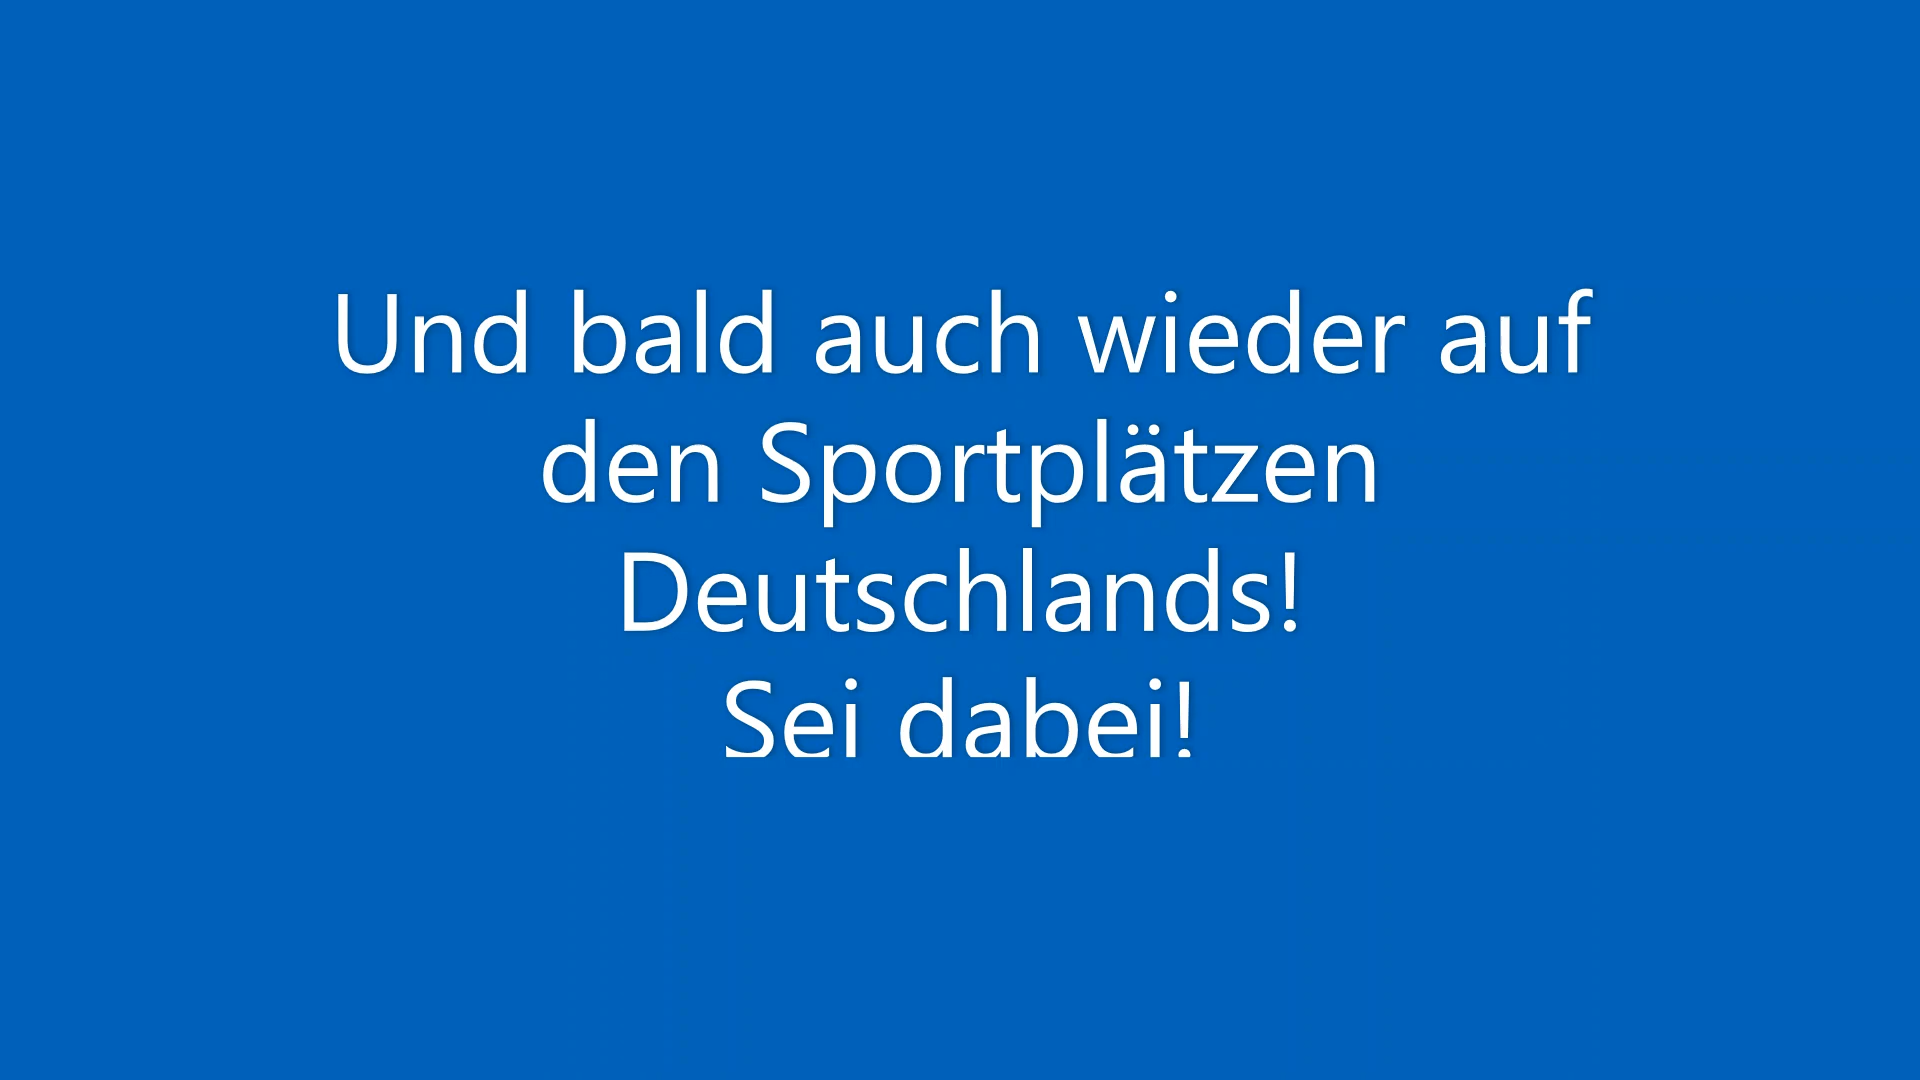 Und bald auch wieder auf
den Sportplätzen
Deutschlands!
Sei dabei!